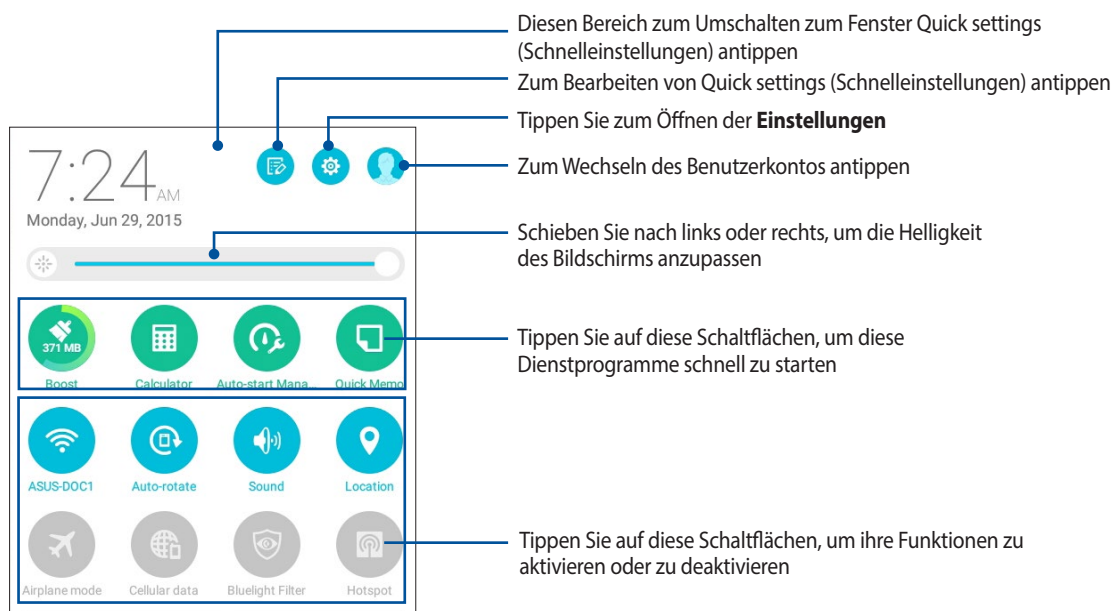 Diesen Bereich zum Umschalten zum Fenster Quick settings
(Schnelleinstellungen) antippen
Zum Bearbeiten von Quick settings (Schnelleinstellungen) antippen
Tippen Sie zum Öffnen der Einstellungen
Zum Wechseln des Benutzerkontos antippen
7:24 AM
Monday, Jun 29, 2015
Schieben Sie nach links oder rechts, um die Helligkeit
des Bildschirms anzupassen
371 MB
Boost Calculator Auto-start Mana... Quick Memo
Tippen Sie auf diese Schaltflächen, um diese
Dienstprogramme schnell zu starten
ASUS-DOC1 Auto-rotate Sound Location
Airplane mode Cellular data Bluelight Filter Hotspot
Tippen Sie auf diese Schaltflächen, um ihre Funktionen zu
aktivieren oder zu deaktivieren